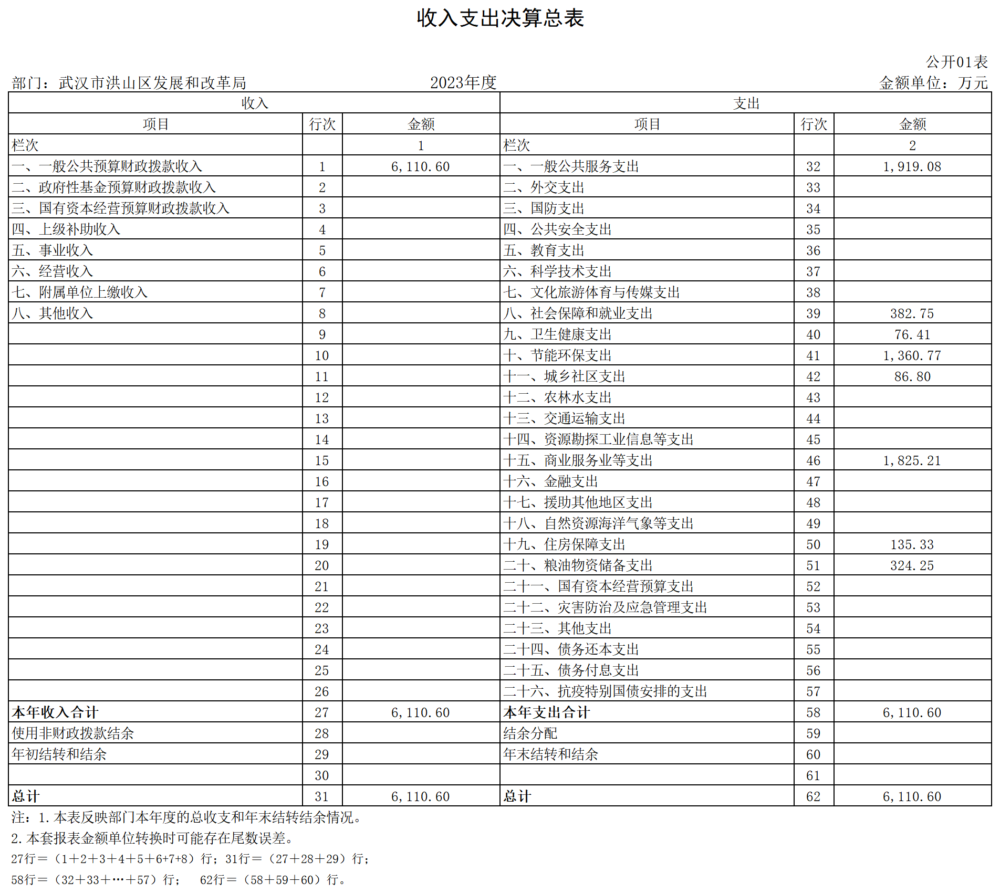 收入支出决算总表
公开01表
部门：武汉市洪山区发展和改革局 2023年度 金额单位：万元
收入 支出
项目 行次 金额 项目 行次 金额
栏次 1 栏次 2
一、一般公共预算财政拨款收入 1 6,110.60 一、一般公共服务支出 32 1,919.08
二、政府性基金预算财政拨款收入 2 二、外交支出 33
三、国有资本经营预算财政拨款收入 3 三、国防支出 34
四、上级补助收入 4 四、公共安全支出 35
五、事业收入 5 五、教育支出 36
六、经营收入 6 六、科学技术支出 37
七、附属单位上缴收入 7 七、文化旅游体育与传媒支出 38
八、其他收入 8 八、社会保障和就业支出 39 382.75
9 九、卫生健康支出 40 76.41
10 十、节能环保支出 41 1,360.77
11 十一、城乡社区支出 42 86.80
12 十二、农林水支出 43
13 十三、交通运输支出 44
14 十四、资源勘探工业信息等支出 45
15 十五、商业服务业等支出 46 1,825.21
16 十六、金融支出 47
17 十七、援助其他地区支出 48
18 十八、自然资源海洋气象等支出 49
19 十九、住房保障支出 50 135.33
20 二十、粮油物资储备支出 51 324.25
21 二十一、国有资本经营预算支出 52
22 二十二、灾害防治及应急管理支出 53
23 二十三、其他支出 54
24 二十四、债务还本支出 55
25 二十五、债务付息支出 56
26 二十六、抗疫特别国债安排的支出 57
本年收入合计 27 6,110.60 本年支出合计 58 6,110.60
使用非财政拨款结余 28 结余分配 59
年初结转和结余 29 年末结转和结余 60
30 61
总计 31 6,110.60 总计 62 6,110.60
注：1.本表反映部门本年度的总收支和年末结转结余情况。
2.本套报表金额单位转换时可能存在尾数误差。
27行＝（1＋2＋3＋4＋5＋6+7+8）行；31行＝（27＋28＋29）行；
58行＝（32＋33＋…＋57）行； 62行＝（58＋59＋60）行。